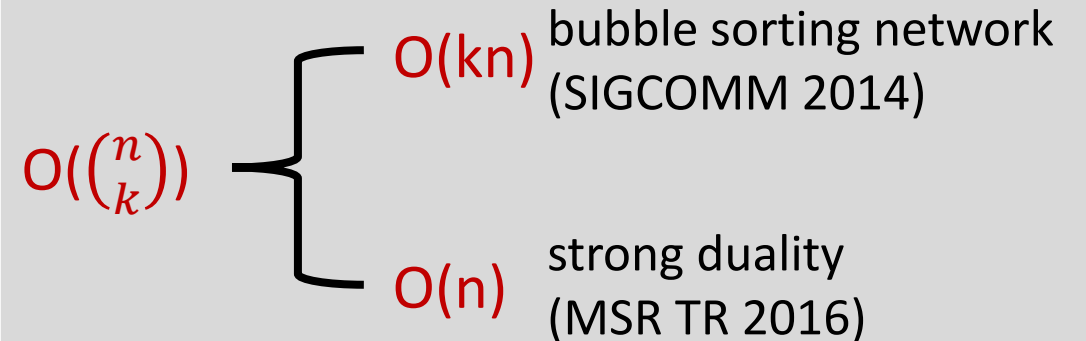 O(kn) bubble sorting network
(SIGCOMM 2014)
O((n k))
O(n) strong duality
(MSR TR 2016)